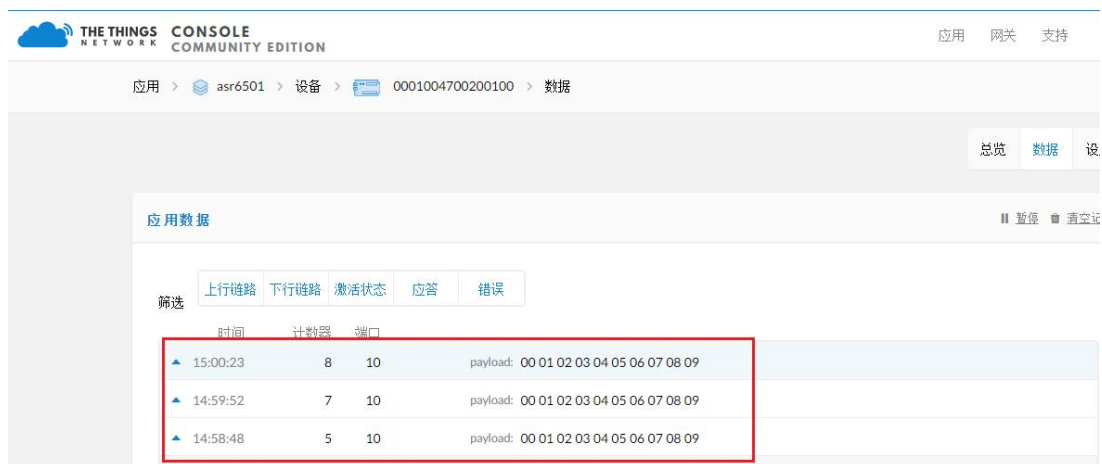 THE THINGS NETWORK CONSOLE COMMUNITY EDITION 应用 网关 支持
应用 > asr6501 > 设备 > 0001004700200100 > 数据
总览 数据
应用数据 暂停 清空记
筛选 上行链路 下行链路 激活状态 应答 错误
时间 计数器 端口
15:00:23 8 10 payload: 00 01 02 03 04 05 06 07 08 09
14:59:52 7 10 payload: 00 01 02 03 04 05 06 07 08 09
14:58:48 5 10 payload: 00 01 02 03 04 05 06 07 08 09